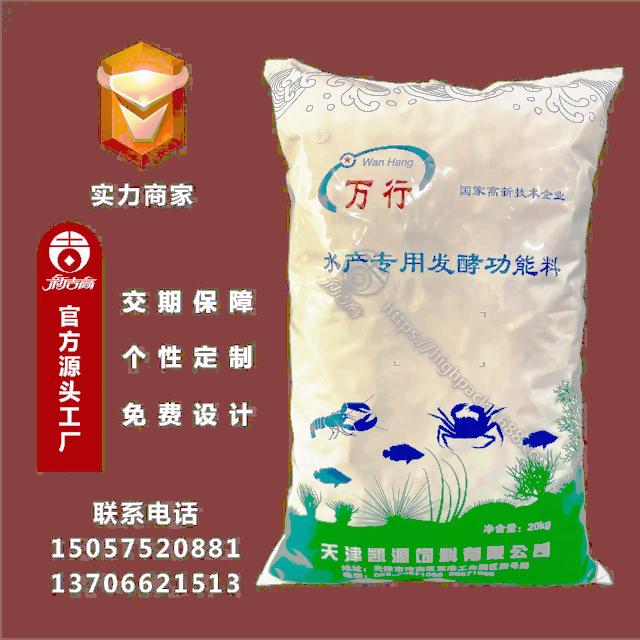 实力商家
新洁高
官方源头工厂
交期保障
个性定制
免费设计
联系电话
15057520881
13706621513
Wan Hang
万行
国家高新技术企业
水产专用发酵功能料
净含量：20kg
天津凯源饲料有限公司